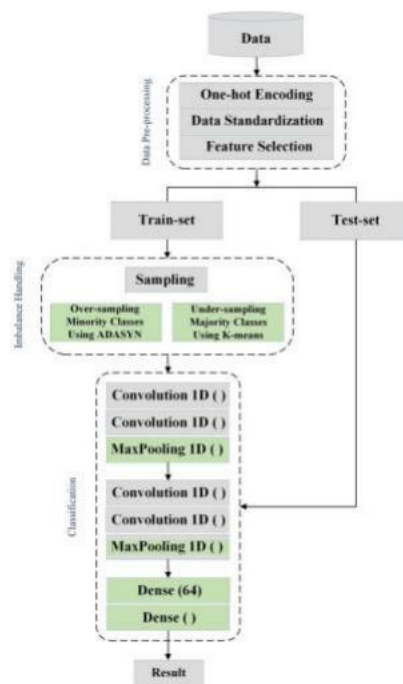 Data
Data Pre-processing
One-hot Encoding
Data Standardization
Feature Selection
Train-set
Test-set
Imbalance Handling
Sampling
Over-sampling
Minority Classes
Using ADASYN
Under-sampling
Majority Classes
Using K-means
Classification
Convolution 1D ( )
Convolution 1D ( )
MaxPooling 1D ( )
Convolution 1D ( )
Convolution 1D ( )
MaxPooling 1D ( )
Dense (64)
Dense ( )
Result